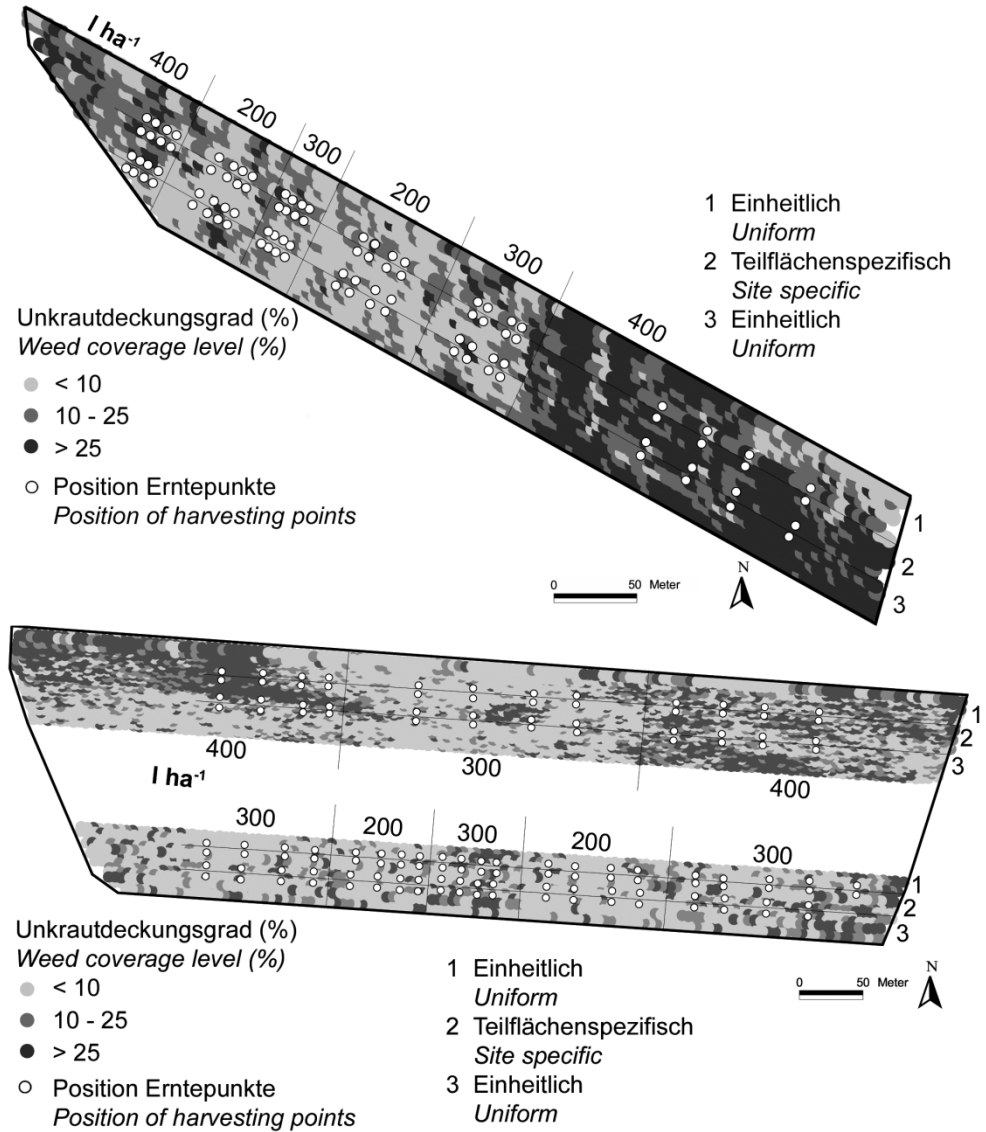 l ha-1
400
200
300
200
300
400
1 Einheitlich
Uniform
2 Teilflächenspezifisch
Site specific
3 Einheitlich
Uniform
Unkrautdeckungsgrad (%)
Weed coverage level (%)
< 10
10 - 25
> 25
Position Erntepunkte
Position of harvesting points
1
2
3
0 50 Meter
N
1
2
3
400
300
400
l ha-1
300
200
300
200
300
1
2
3
Unkrautdeckungsgrad (%)
Weed coverage level (%)
< 10
10 - 25
> 25
Position Erntepunkte
Position of harvesting points
1 Einheitlich
Uniform
2 Teilflächenspezifisch
Site specific
3 Einheitlich
Uniform
0 50 Meter
N